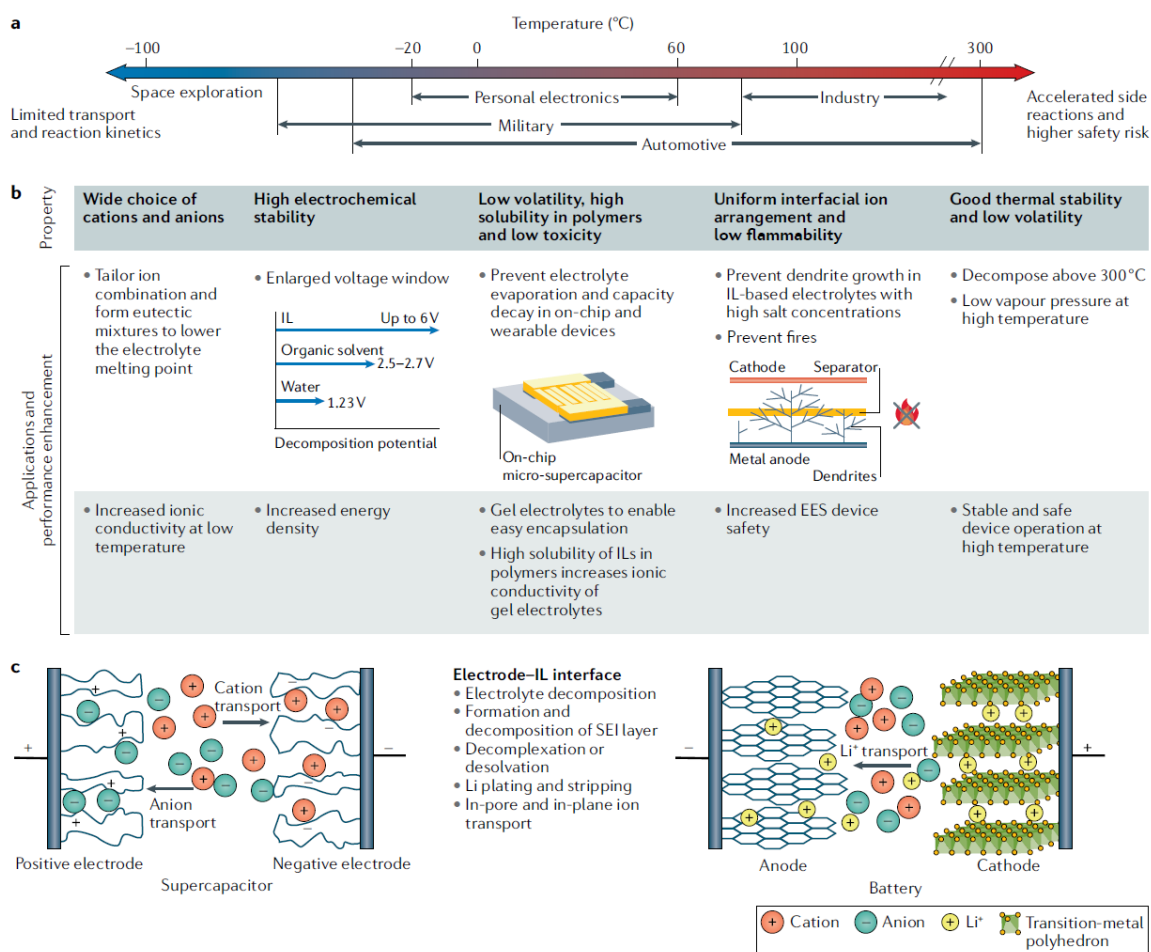 a
Temperature (°C)
–100
–20
0
60
100
300
Space exploration
Personal electronics
Industry
Limited transport
and reaction kinetics
Military
Automotive
Accelerated side
reactions and
higher safety risk
b
Property
Wide choice of
cations and anions
High electrochemical
stability
Low volatility, high
solubility in polymers
and low toxicity
Uniform interfacial ion
arrangement and
low flammability
Good thermal stability
and low volatility
Applications and
performance enhancement
• Tailor ion
combination and
form eutectic
mixtures to lower
the electrolyte
melting point
• Enlarged voltage window
IL
Up to 6 V
Organic solvent
2.5–2.7 V
Water
1.23 V
Decomposition potential
• Prevent electrolyte
evaporation and capacity
decay in on-chip and
wearable devices
On-chip
micro-supercapacitor
• Prevent dendrite growth in
IL-based electrolytes with
high salt concentrations
• Prevent fires
Cathode
Separator
Metal anode
Dendrites
• Decompose above 300 °C
• Low vapour pressure at
high temperature
• Increased ionic
conductivity at low
temperature
• Increased energy
density
• Gel electrolytes to enable
easy encapsulation
• High solubility of ILs in
polymers increases ionic
conductivity of
gel electrolytes
• Increased EES device
safety
• Stable and safe
device operation at
high temperature
c
+
Cation
transport
Anion
transport
–
Positive electrode
Negative electrode
Supercapacitor
Electrode–IL interface
• Electrolyte decomposition
• Formation and
decomposition of SEI layer
• Decomplexation or
desolvation
• Li plating and stripping
• In-pore and in-plane ion
transport
–
Li⁺ transport
+
Anode
Cathode
Battery
+ Cation
– Anion
+ Li⁺
Transition-metal
polyhedron